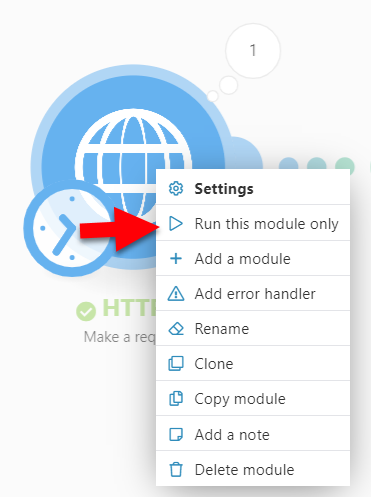 1
Settings
Run this module only
Add a module
Add error handler
HTT
Rename
Make a req
Clone
Copy module
Add a note
Delete module